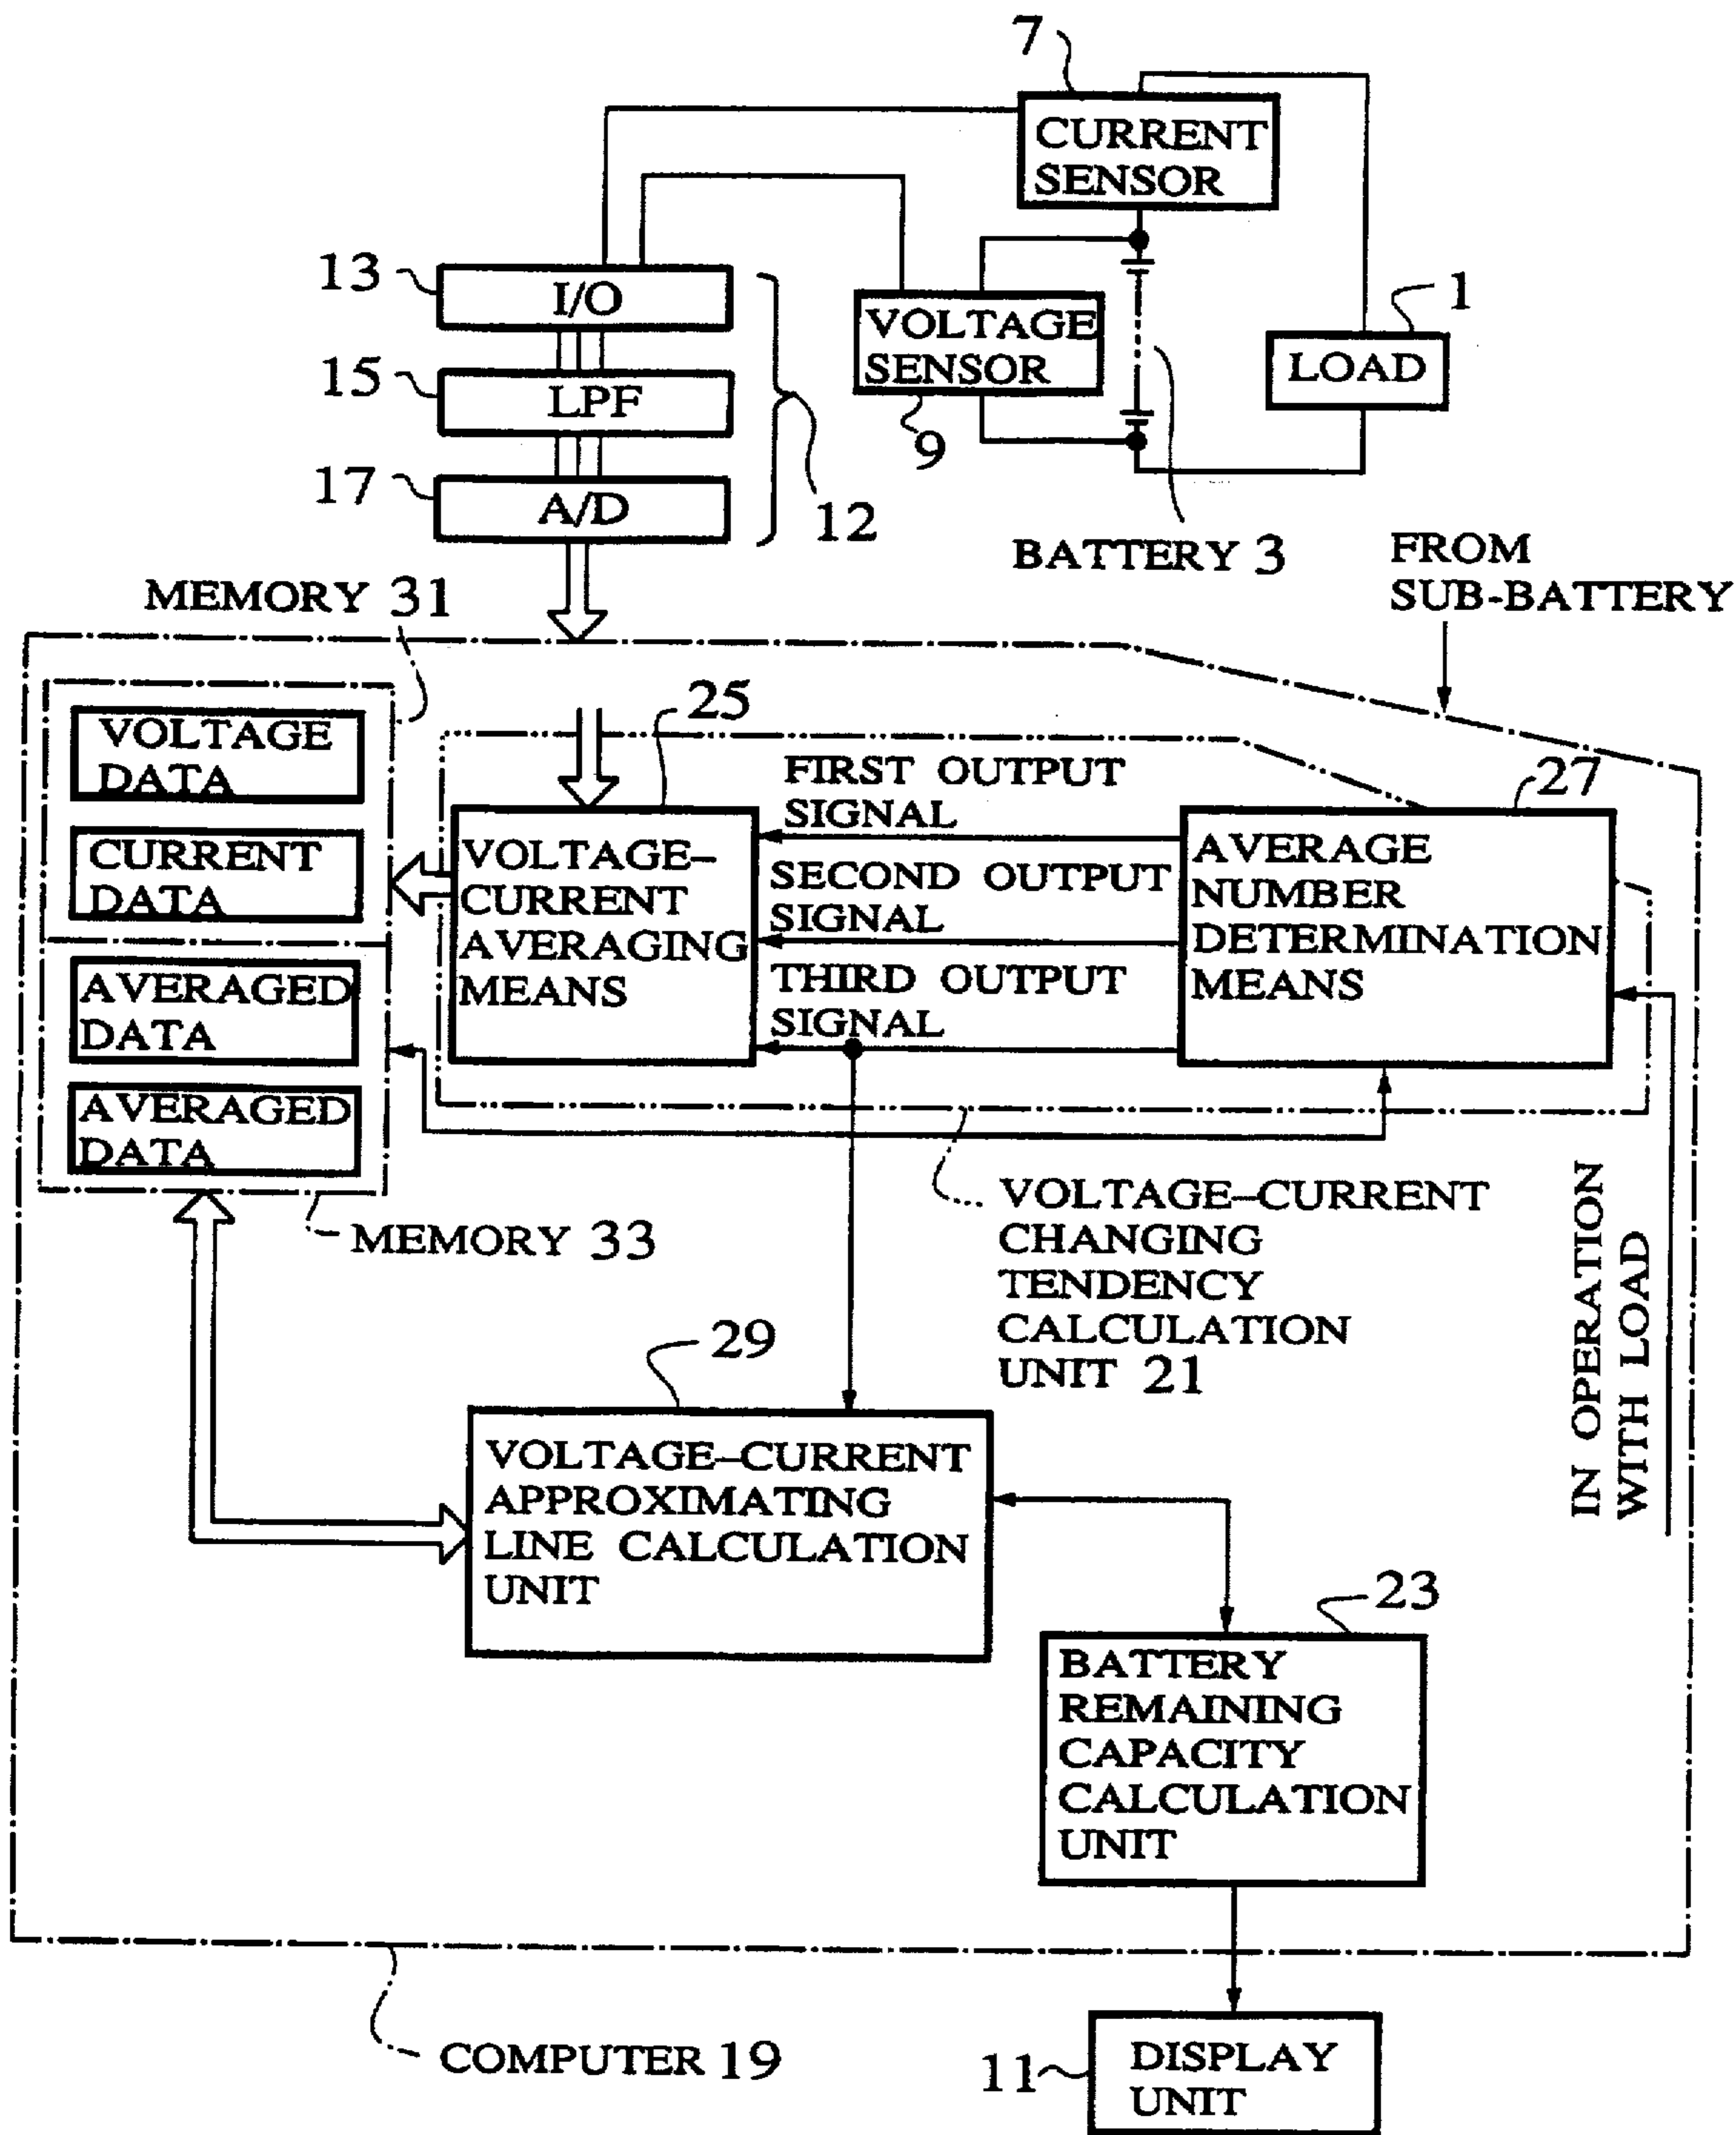 7
CURRENT
SENSOR
13
I/O
1
VOLTAGE
SENSOR
LOAD
15
LPF
9
17
A/D
12
BATTERY 3
FROM
SUB-BATTERY
MEMORY 31
VOLTAGE
DATA
25
27
FIRST OUTPUT
SIGNAL
CURRENT
DATA
VOLTAGE–
CURRENT
AVERAGING
MEANS
SECOND OUTPUT
SIGNAL
AVERAGE
NUMBER
DETERMINATION
MEANS
AVERAGED
DATA
THIRD OUTPUT
SIGNAL
AVERAGED
DATA
MEMORY 33
VOLTAGE–CURRENT
CHANGING
TENDENCY
CALCULATION
UNIT 21
IN OPERATION
WITH LOAD
29
VOLTAGE–CURRENT
APPROXIMATING
LINE CALCULATION
UNIT
23
BATTERY
REMAINING
CAPACITY
CALCULATION
UNIT
COMPUTER 19
11
DISPLAY
UNIT